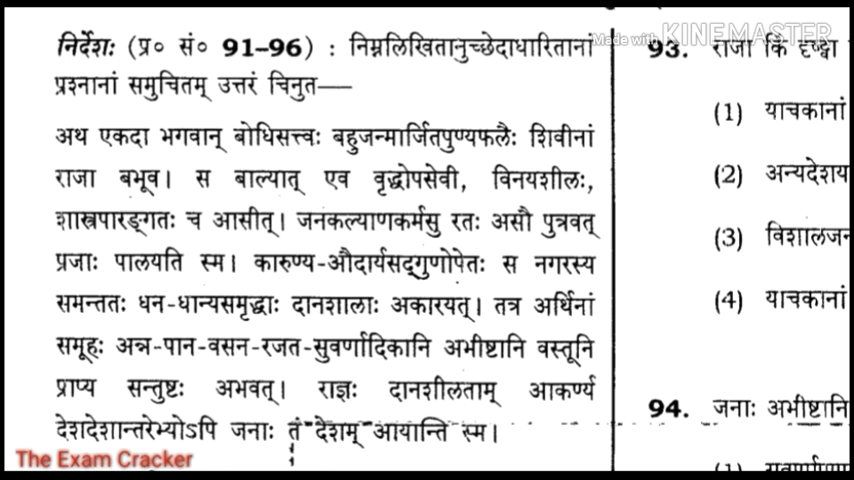 Made with KINEMASTER
निर्देशः (प्र॰ सं॰ 91–96) : निम्नलिखितानुच्छेदाधारितानां
प्रश्नानां समुचितम् उत्तरं चिनुत—
अथ एकदा भगवान् बोधिसत्त्वः बहुजन्मार्जितपुण्यफलैः शिवीनां
राजा बभूव। स बाल्यात् एव वृद्धोपसेवी, विनयशीलः,
शास्त्रपारङ्गतः च आसीत्। जनकल्याणकर्मसु रतः असौ पुत्रवत्
प्रजाः पालयति स्म। कारुण्य-औदार्यसद्गुणोपेतः स नगरस्य
समन्ततः धन-धान्यसमृद्धाः दानशालाः अकारयत्। तत्र अर्थिनां
समूहः अन्न-पान-वसन-रजत-सुवर्णादिकानि अभीष्टानि वस्तूनि
प्राप्य सन्तुष्टः अभवत्। राज्ञः दानशीलताम् आकर्ण्य
देशदेशान्तरेभ्योऽपि जनाः तं देशम् आयान्ति स्म।
The Exam Cracker
93. राजा किं दृष्ट्वा
(1) याचकानां
(2) अन्यदेशय
(3) विशालजन
(4) याचकानां
94. जनाः अभीष्टानि